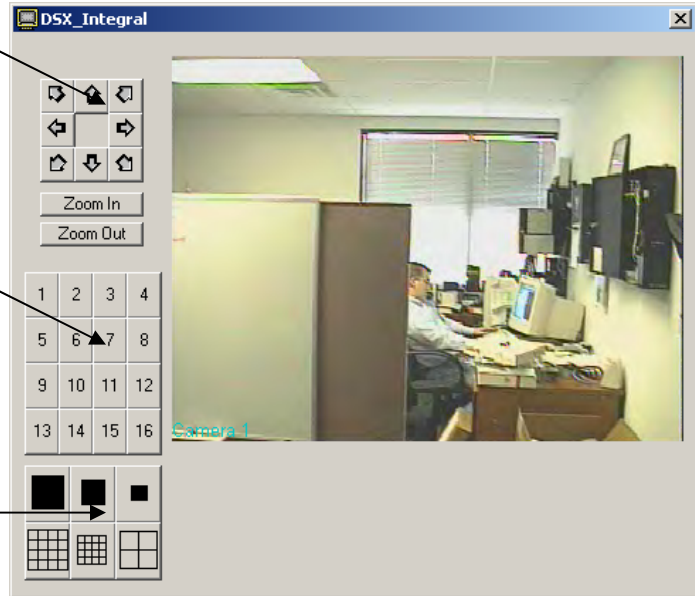 DSX_Integral
Zoom In
Zoom Out
1 2 3 4
5 6 7 8
9 10 11 12
13 14 15 16
Camera 1